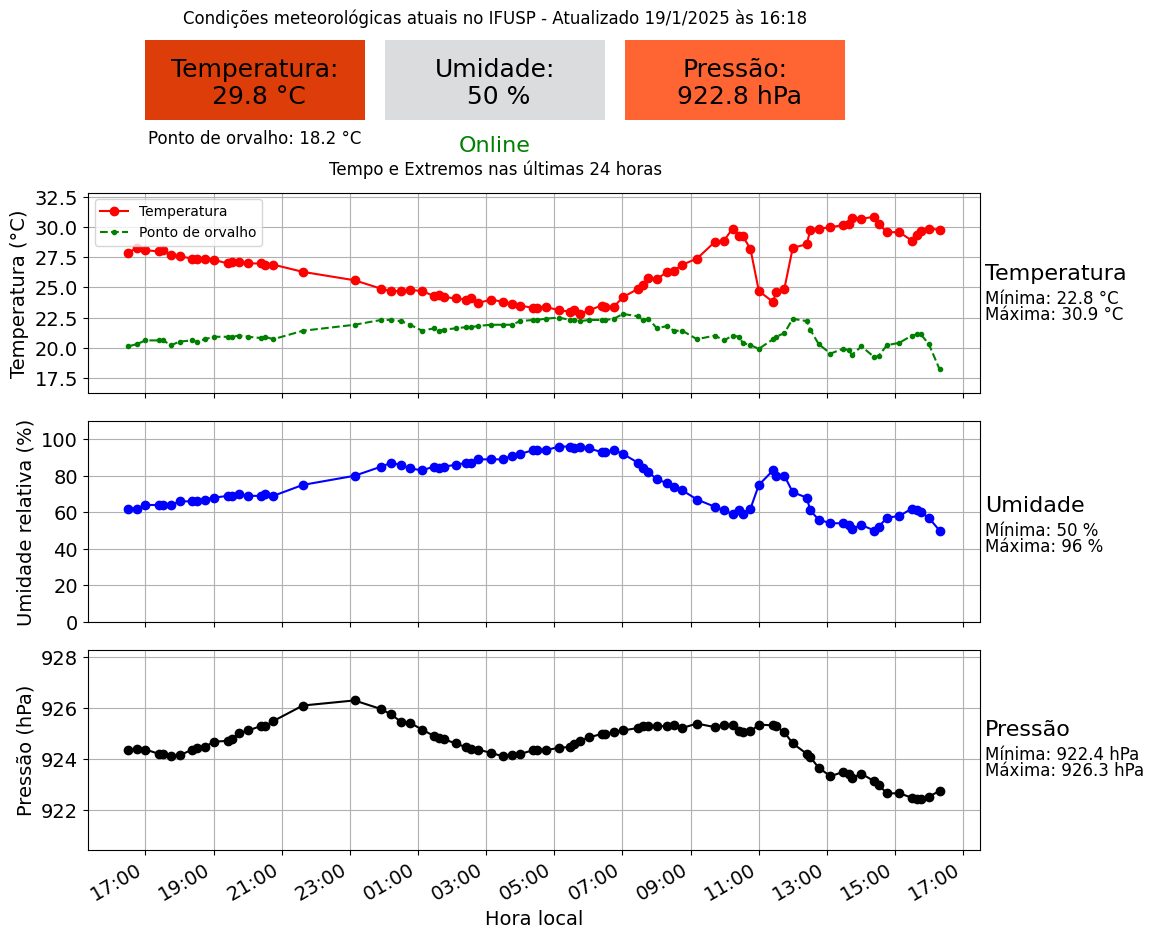 Condições meteorológicas atuais no IFUSP - Atualizado 19/1/2025 às 16:18
Temperatura:
29.8 °C
Umidade:
50 %
Pressão:
922.8 hPa
Ponto de orvalho: 18.2 °C
Online
Tempo e Extremos nas últimas 24 horas
Temperatura (°C)
32.5
30.0
27.5
25.0
22.5
20.0
17.5
Temperatura
Ponto de orvalho
Temperatura
Mínima: 22.8 °C
Máxima: 30.9 °C
Umidade relativa (%)
100
80
60
40
20
0
Umidade
Mínima: 50 %
Máxima: 96 %
Pressão (hPa)
928
926
924
922
Pressão
Mínima: 922.4 hPa
Máxima: 926.3 hPa
17:00 19:00 21:00 23:00 01:00 03:00 05:00 07:00 09:00 11:00 13:00 15:00 17:00
Hora local